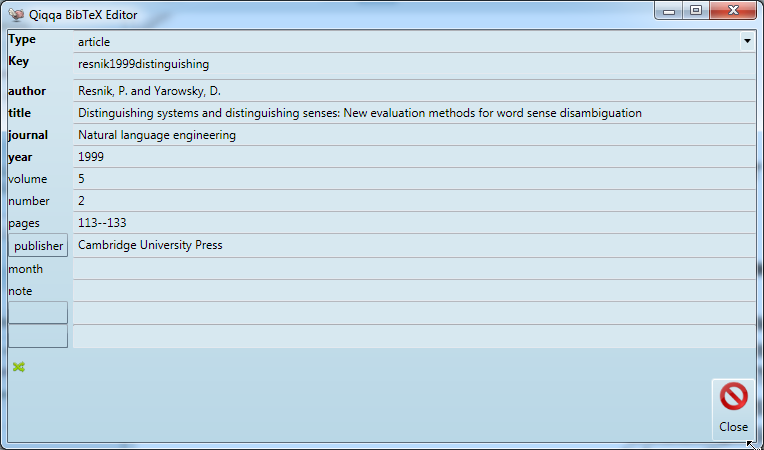 Qiqqa BibTeX Editor
Type article
Key resnik1999distinguishing
author Resnik, P. and Yarowsky, D.
title Distinguishing systems and distinguishing senses: New evaluation methods for word sense disambiguation
journal Natural language engineering
year 1999
volume 5
number 2
pages 113--133
publisher Cambridge University Press
month
note
Close